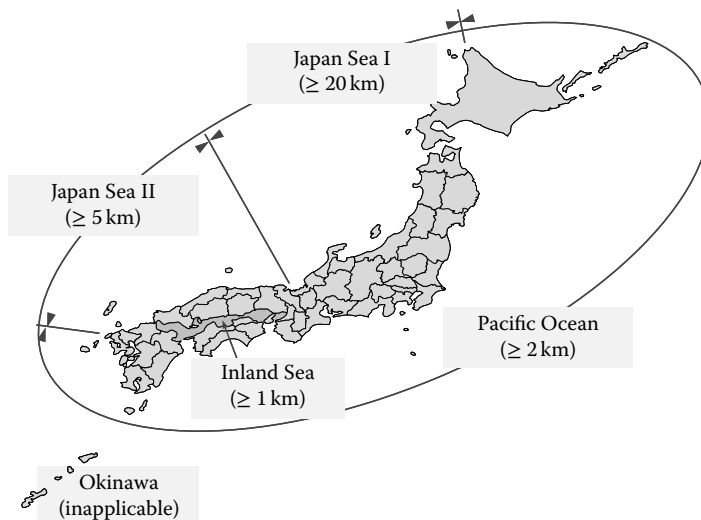 Japan Sea I
(≥ 20 km)
Japan Sea II
(≥ 5 km)
Pacific Ocean
(≥ 2 km)
Inland Sea
(≥ 1 km)
Okinawa
(inapplicable)